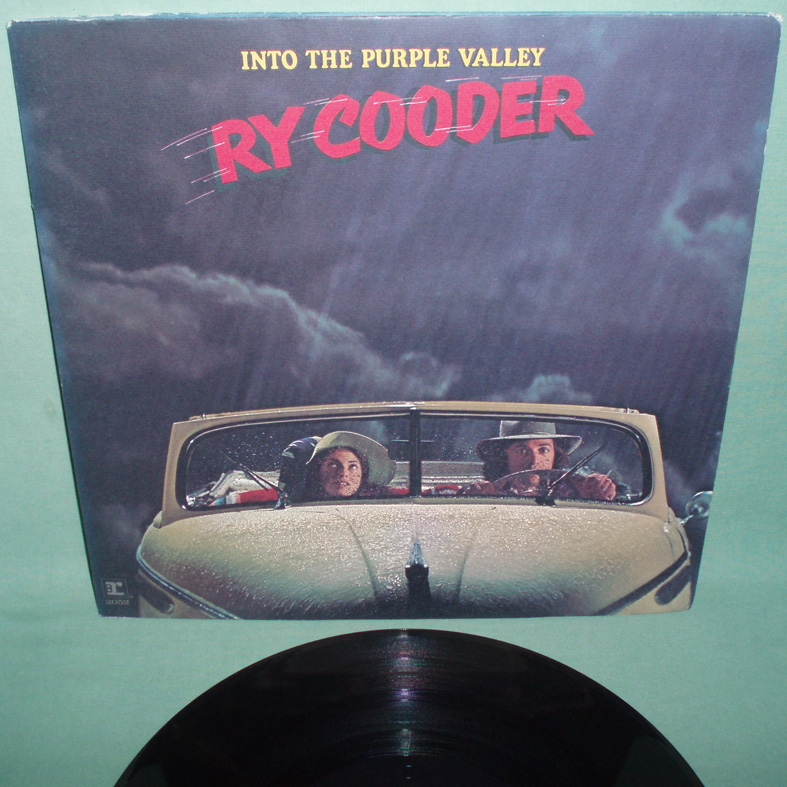 INTO THE PURPLE VALLEY
RY COODER
r